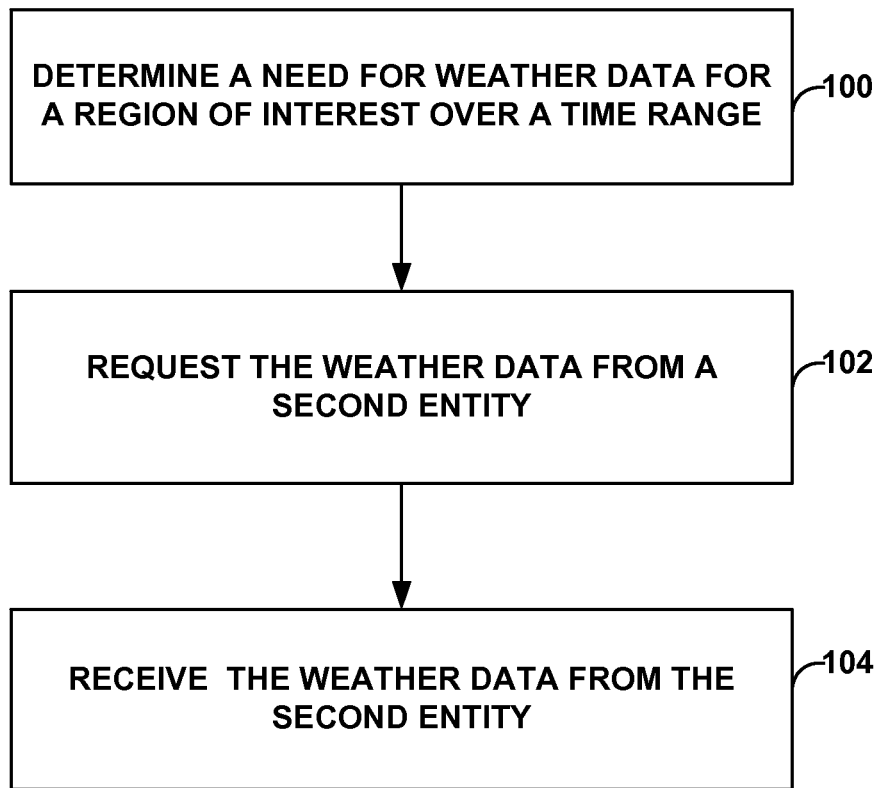 DETERMINE A NEED FOR WEATHER DATA FOR
A REGION OF INTEREST OVER A TIME RANGE
100
REQUEST THE WEATHER DATA FROM A
SECOND ENTITY
102
RECEIVE THE WEATHER DATA FROM THE
SECOND ENTITY
104